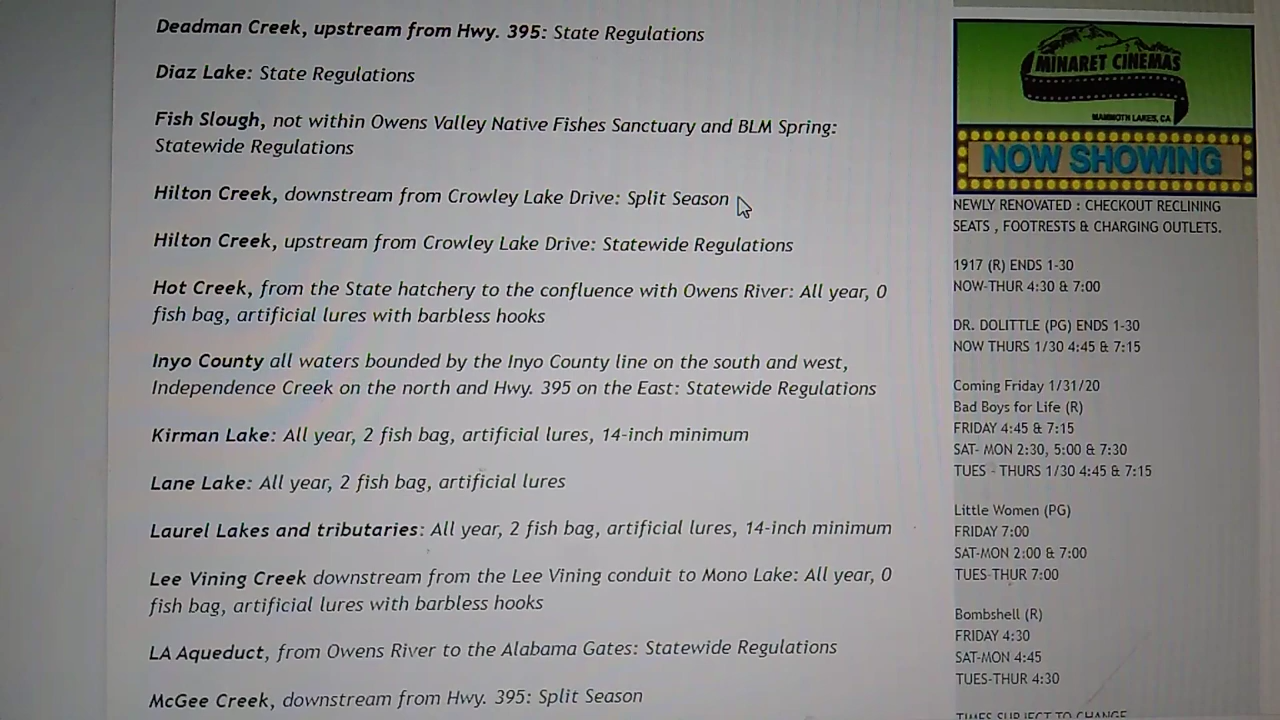 Deadman Creek, upstream from Hwy. 395: State Regulations
Diaz Lake: State Regulations
Fish Slough, not within Owens Valley Native Fishes Sanctuary and BLM Spring:
Statewide Regulations
Hilton Creek, downstream from Crowley Lake Drive: Split Season
Hilton Creek, upstream from Crowley Lake Drive: Statewide Regulations
Hot Creek, from the State hatchery to the confluence with Owens River: All year, 0
fish bag, artificial lures with barbless hooks
Inyo County all waters bounded by the Inyo County line on the south and west,
Independence Creek on the north and Hwy. 395 on the East: Statewide Regulations
Kirman Lake: All year, 2 fish bag, artificial lures, 14-inch minimum
Lane Lake: All year, 2 fish bag, artificial lures
Laurel Lakes and tributaries: All year, 2 fish bag, artificial lures, 14-inch minimum
Lee Vining Creek downstream from the Lee Vining conduit to Mono Lake: All year, 0
fish bag, artificial lures with barbless hooks
LA Aqueduct, from Owens River to the Alabama Gates: Statewide Regulations
McGee Creek, downstream from Hwy. 395: Split Season
MINARET CINEMAS
MAMMOTH LAKES, CA
NOW SHOWING
NEWLY RENOVATED : CHECKOUT RECLINING
SEATS , FOOTRESTS & CHARGING OUTLETS.
1917 (R) ENDS 1-30
NOW-THUR 4:30 & 7:00
DR. DOLITTLE (PG) ENDS 1-30
NOW THURS 1/30 4:45 & 7:15
Coming Friday 1/31/20
Bad Boys for Life (R)
FRIDAY 4:45 & 7:15
SAT- MON 2:30, 5:00 & 7:30
TUES - THURS 1/30 4:45 & 7:15
Little Women (PG)
FRIDAY 7:00
SAT-MON 2:00 & 7:00
TUES-THUR 7:00
Bombshell (R)
FRIDAY 4:30
SAT-MON 4:45
TUES-THUR 4:30
TIMES SUBJECT TO CHANGE